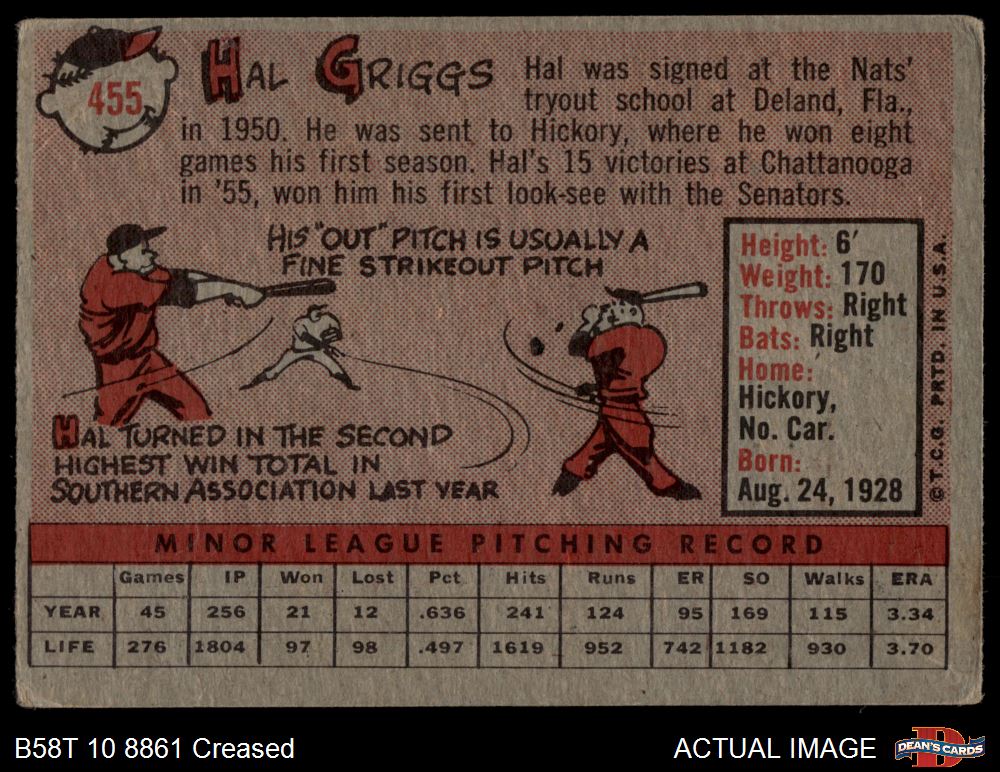 455
HAL GRIGGS
Hal was signed at the Nats'
tryout school at Deland, Fla.,
in 1950. He was sent to Hickory, where he won eight
games his first season. Hal's 15 victories at Chattanooga
in '55, won him his first look-see with the Senators.
HIS "OUT" PITCH IS USUALLY A
FINE STRIKEOUT PITCH
HAL TURNED IN THE SECOND
HIGHEST WIN TOTAL IN
SOUTHERN ASSOCIATION LAST YEAR
Height: 6'
Weight: 170
Throws: Right
Bats: Right
Home:
Hickory,
No. Car.
Born:
Aug. 24, 1928
© T.C.G. PRTD. IN U.S.A.
MINOR LEAGUE PITCHING RECORD
Games IP Won Lost Pct Hits Runs ER SO Walks ERA
YEAR 45 256 21 12 .636 241 124 95 169 115 3.34
LIFE 276 1804 97 98 .497 1619 952 742 1182 930 3.70
B58T 10 8861 Creased
ACTUAL IMAGE
DEAN'S CARDS